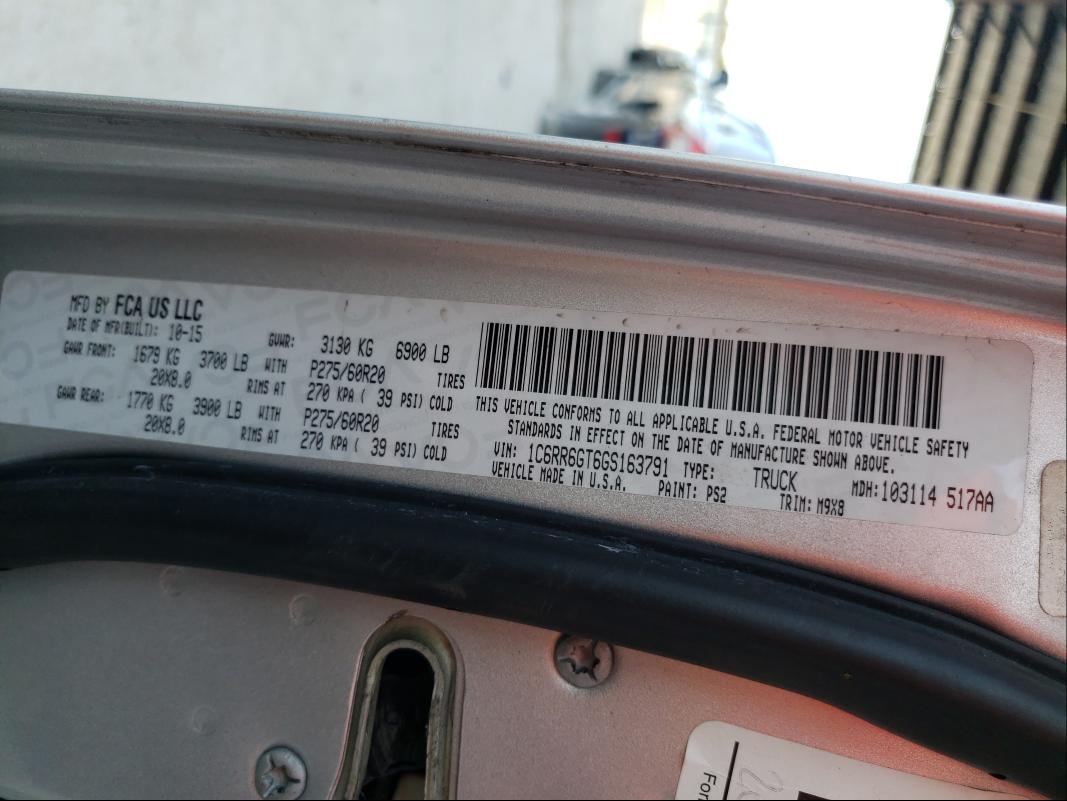 MFD BY FCA US LLC
DATE OF MFR(BUILT): 10-15 GVWR: 3130 KG 6900 LB
GAWR FRONT: 1679 KG 3700 LB WITH P275/60R20 TIRES
20X8.0 RIMS AT 270 KPA ( 39 PSI) COLD
GAWR REAR: 1770 KG 3900 LB WITH P275/60R20 TIRES
20X8.0 RIMS AT 270 KPA ( 39 PSI) COLD
THIS VEHICLE CONFORMS TO ALL APPLICABLE U.S.A. FEDERAL MOTOR VEHICLE SAFETY
STANDARDS IN EFFECT ON THE DATE OF MANUFACTURE SHOWN ABOVE.
VIN: 1C6RR6GT6GS163791 TYPE: TRUCK MDH: 103114 517AA
VEHICLE MADE IN U.S.A. PAINT: PS2 TRIM: M9X8
For